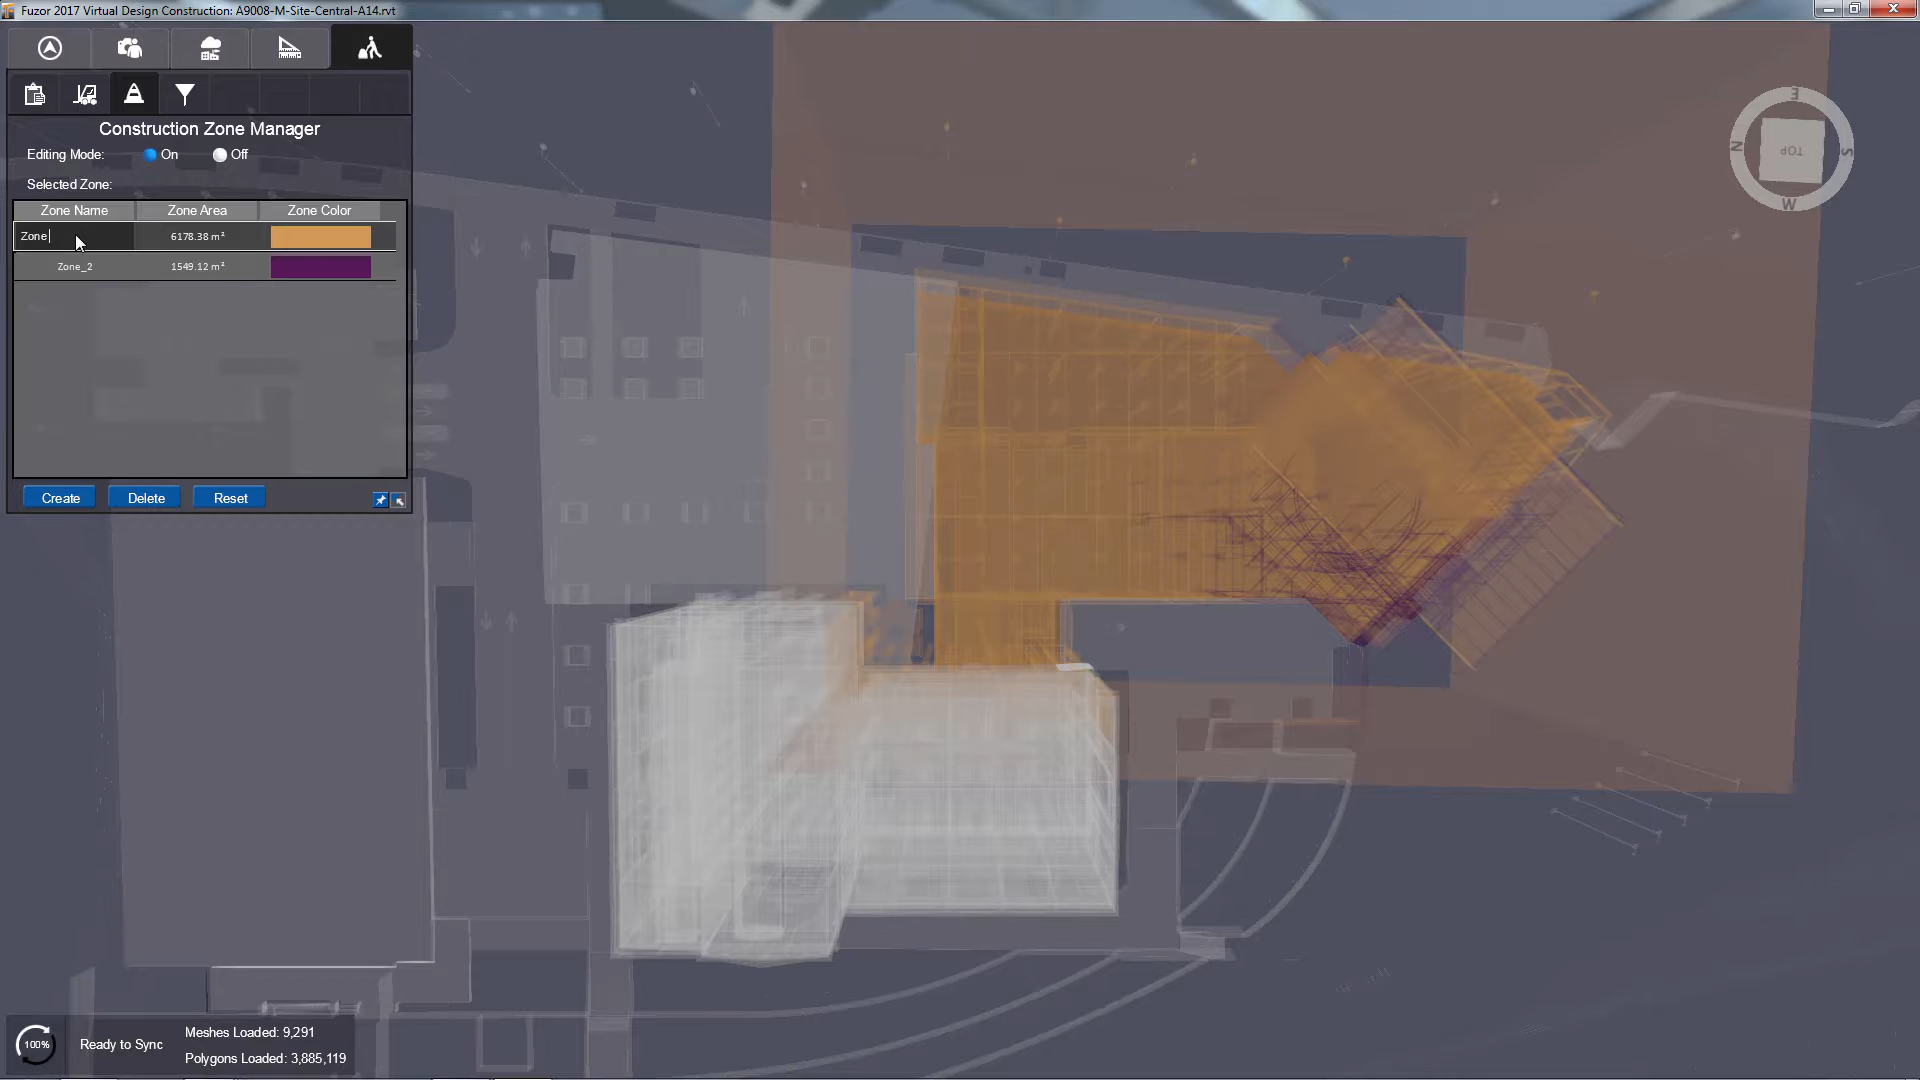 Fuzor 2017 Virtual Design Construction: A9008-M-Site-Central-A14.rvt
Construction Zone Manager
Editing Mode: On Off
Selected Zone:
Zone Name Zone Area Zone Color
Zone 6178.38 m²
Zone_2 1549.12 m²
Create Delete Reset
E
N TOP S
W
100% Ready to Sync
Meshes Loaded: 9,291
Polygons Loaded: 3,885,119